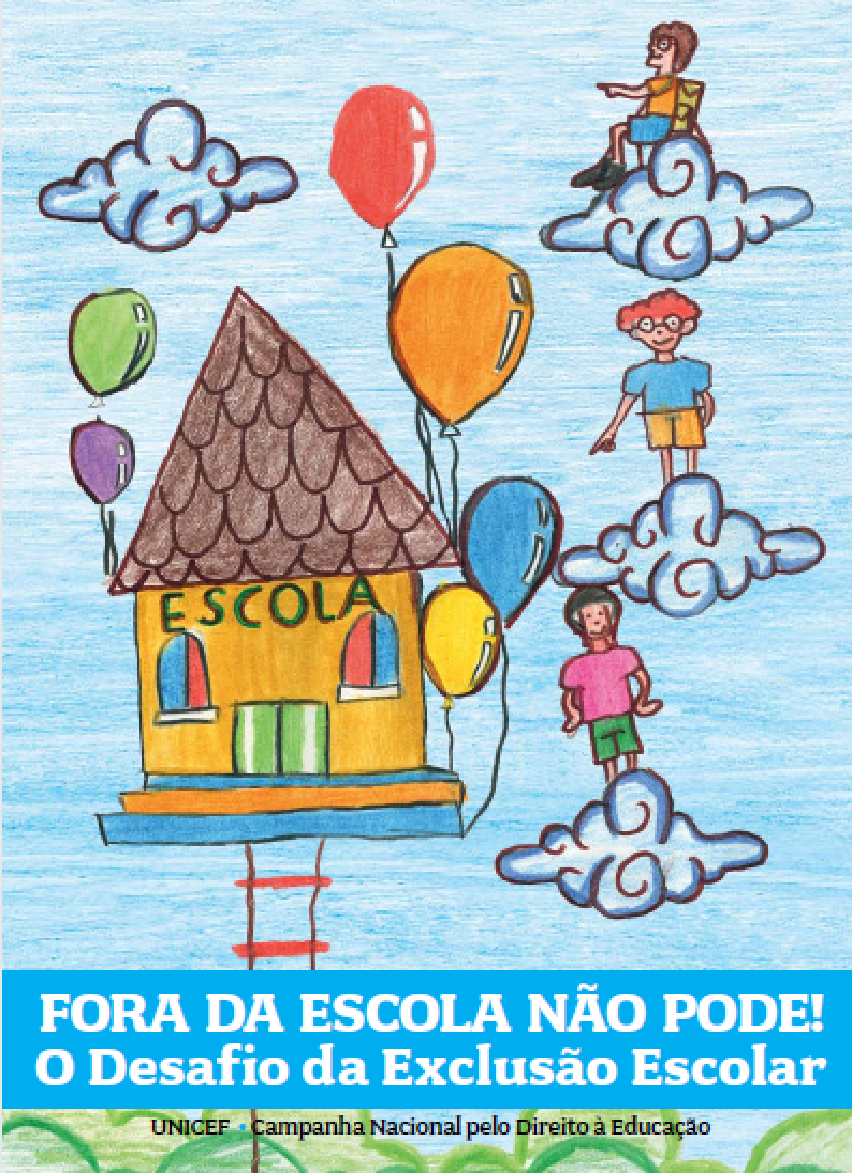 ESCOLA
FORA DA ESCOLA NÃO PODE!
O Desafio da Exclusão Escolar
UNICEF • Campanha Nacional pelo Direito à Educação